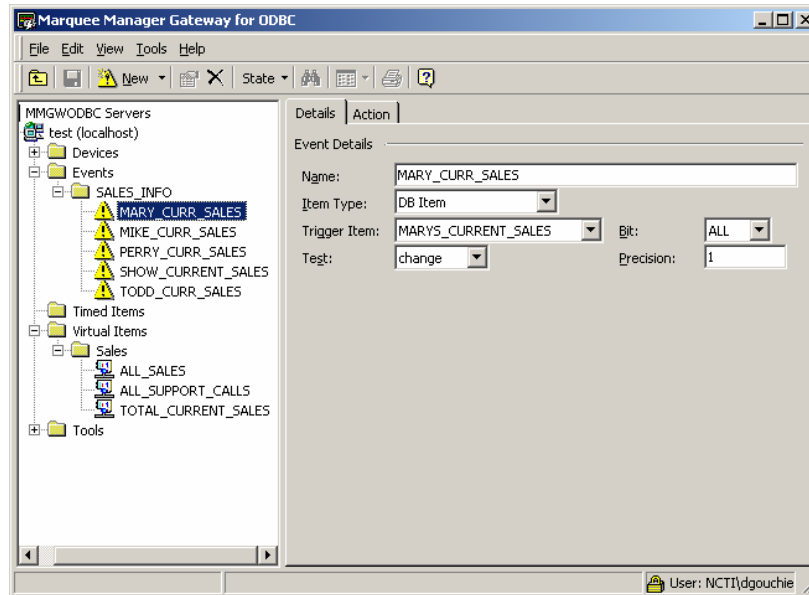 Marquee Manager Gateway for ODBC
File Edit View Tools Help
New State
MMGWODBC Servers
test (localhost)
Devices
Events
SALES_INFO
MARY_CURR_SALES
MIKE_CURR_SALES
PERRY_CURR_SALES
SHOW_CURRENT_SALES
TODD_CURR_SALES
Timed Items
Virtual Items
Sales
ALL_SALES
ALL_SUPPORT_CALLS
TOTAL_CURRENT_SALES
Tools
Details Action
Event Details
Name: MARY_CURR_SALES
Item Type: DB Item
Trigger Item: MARYS_CURRENT_SALES Bit: ALL
Test: change Precision: 1
User: NCTI\dgouchie